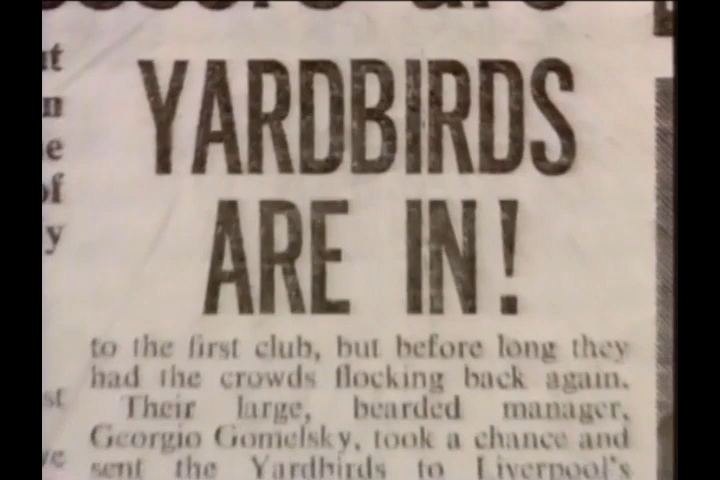 YARDBIRDS
ARE IN!
to the first club, but before long they
had the crowds flocking back again.
Their large, bearded manager,
Georgio Gomelsky, took a chance and
sent the Yardbirds to Liverpool's